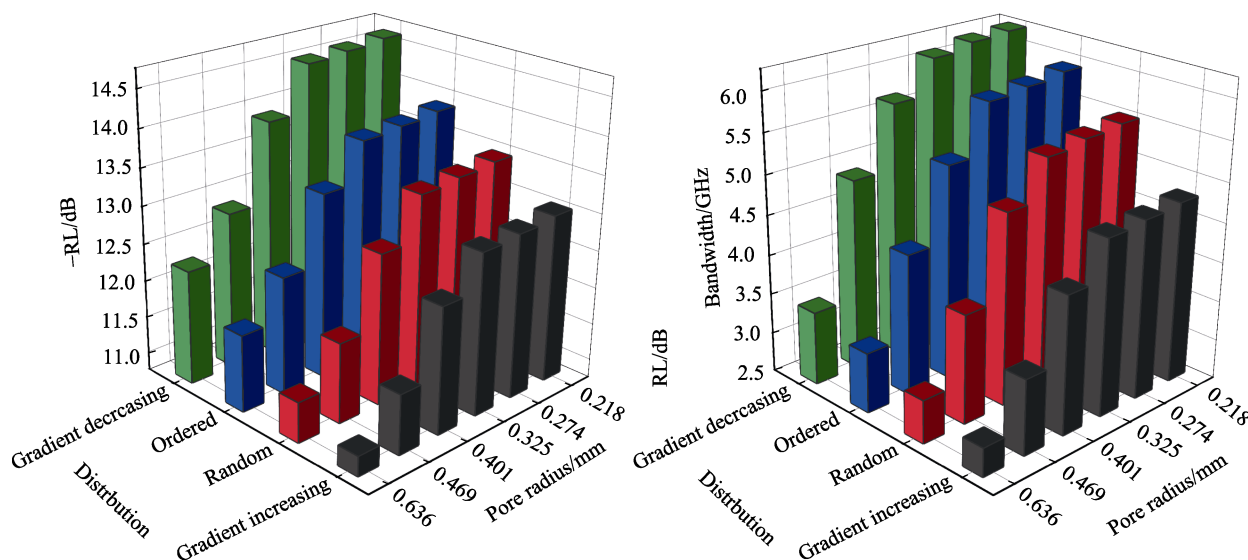 14.5
14.0
13.5
13.0
12.5
12.0
11.5
11.0
−RL/dB
Gradient decrcasing
Ordered
Random
Gradient increasing
Distrbution
0.636
0.469
0.401
0.325
0.274
0.218
Pore radius/mm
6.0
5.5
5.0
4.5
4.0
3.5
3.0
2.5
Bandwidth/GHz
RL/dB
Gradient decrcasing
Ordered
Random
Gradient increasing
Distrbution
0.636
0.469
0.401
0.325
0.274
0.218
Pore radius/mm